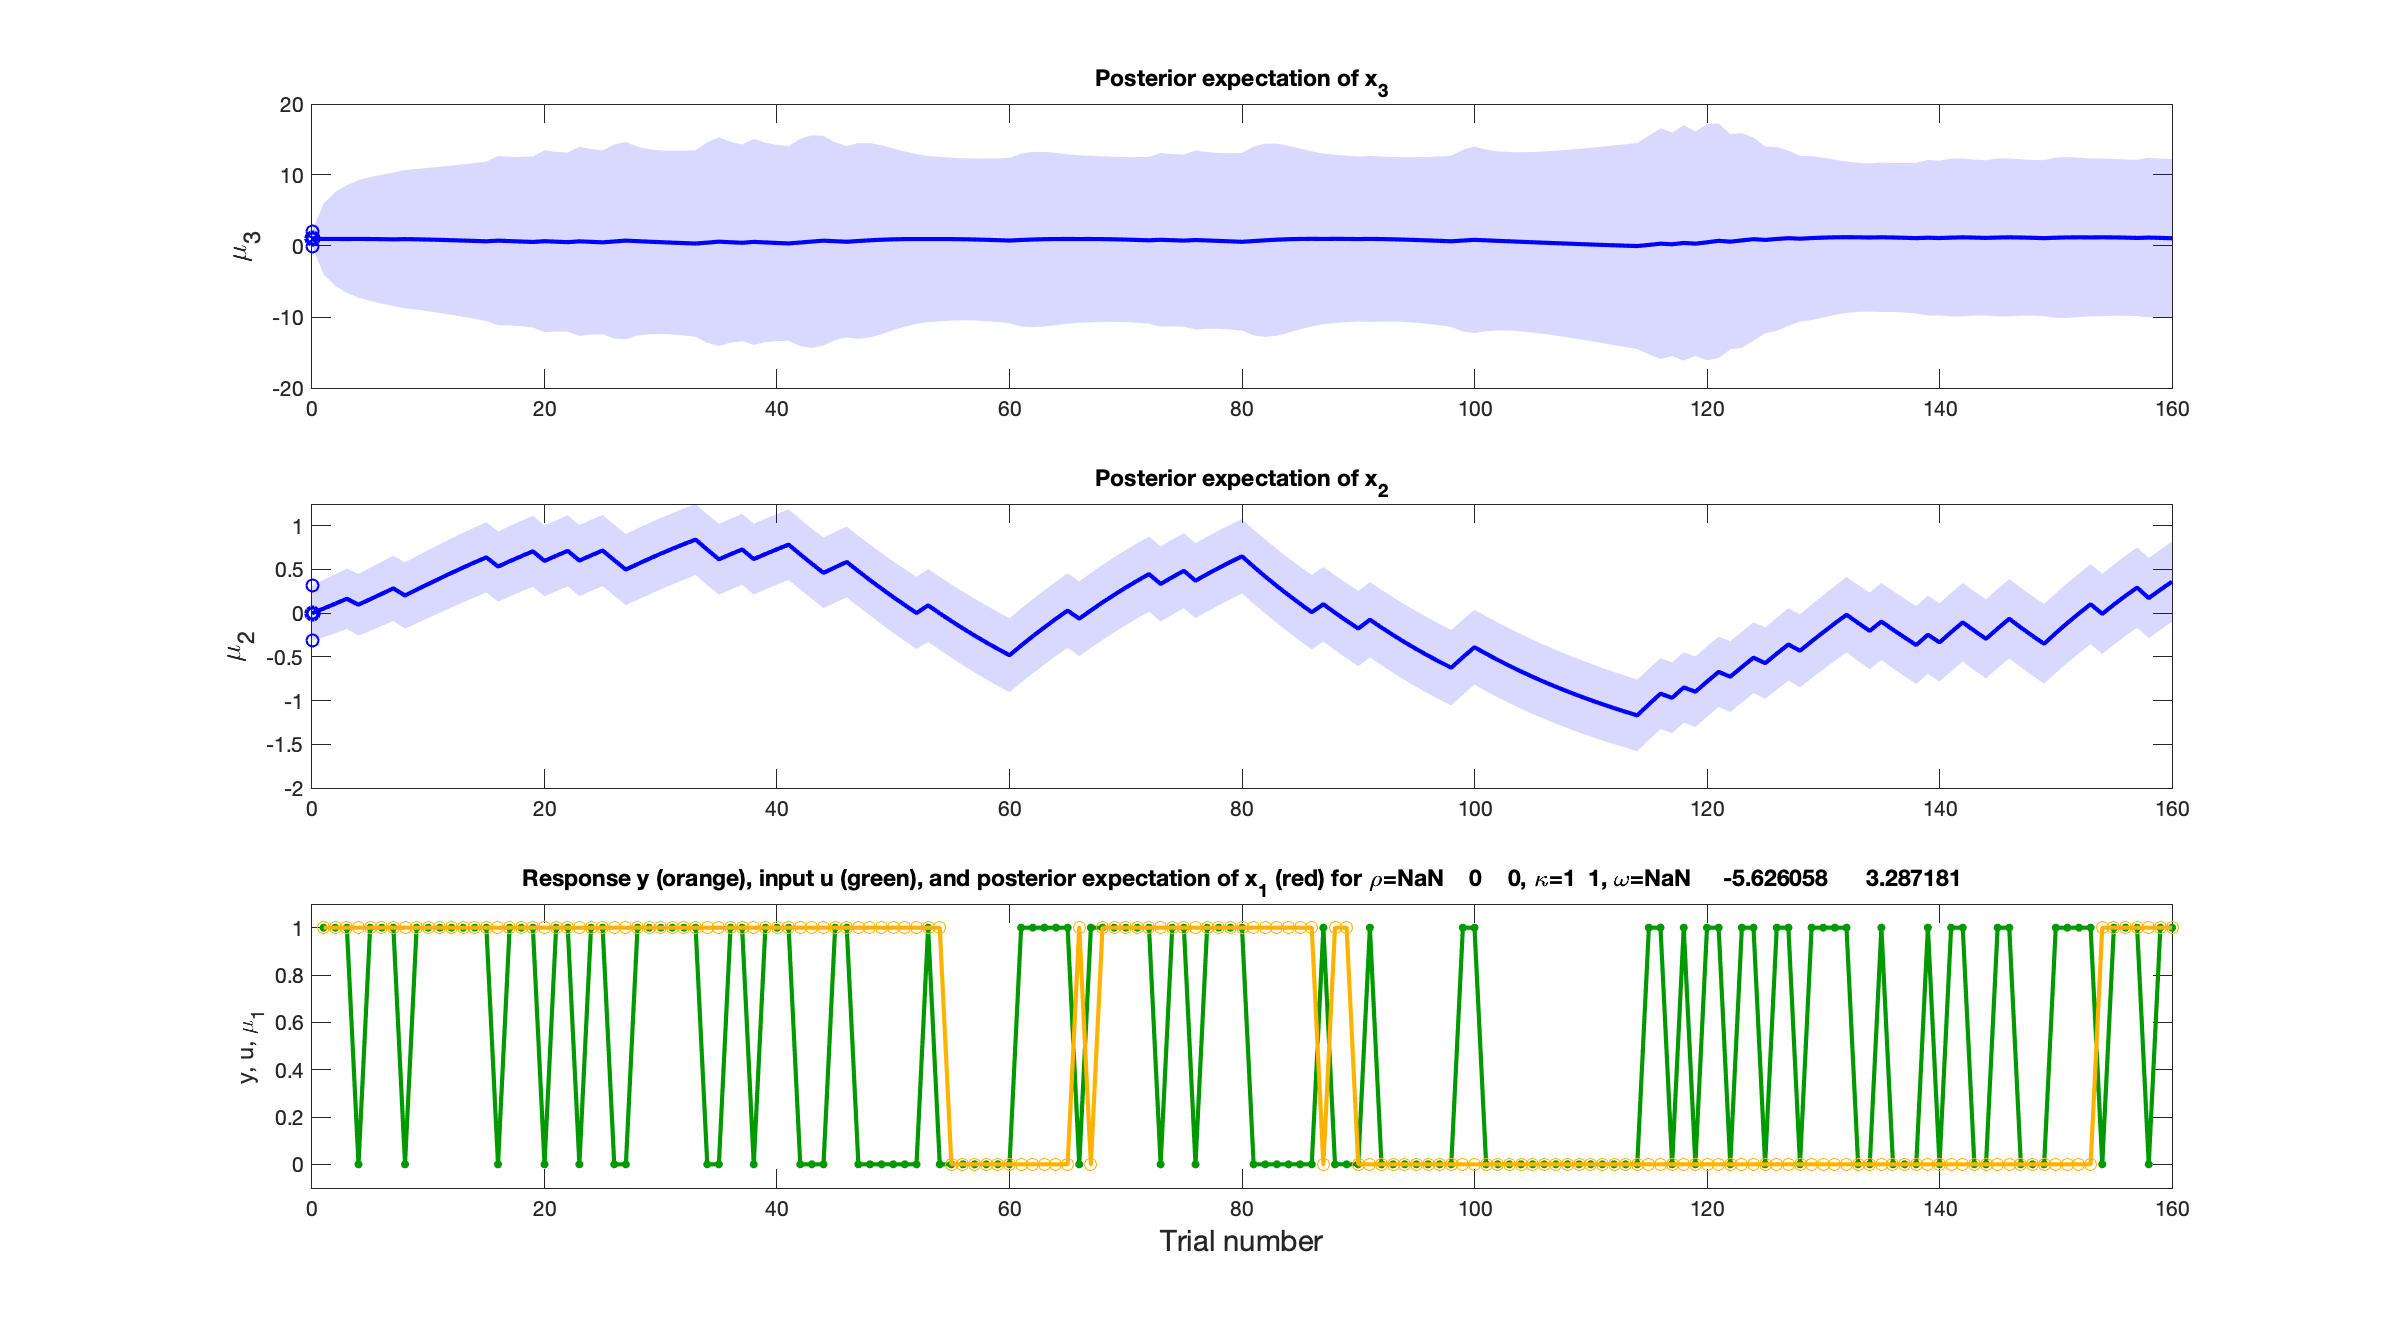 Posterior expectation of x₃
μ₃
20
10
0
-10
-20
0 20 40 60 80 100 120 140 160
Posterior expectation of x₂
μ₂
1
0.5
0
-0.5
-1
-1.5
-2
0 20 40 60 80 100 120 140 160
Response y (orange), input u (green), and posterior expectation of x₁ (red) for ρ=NaN 0 0, κ=1 1, ω=NaN -5.626058 3.287181
y, u, μ₁
1
0.8
0.6
0.4
0.2
0
0 20 40 60 80 100 120 140 160
Trial number